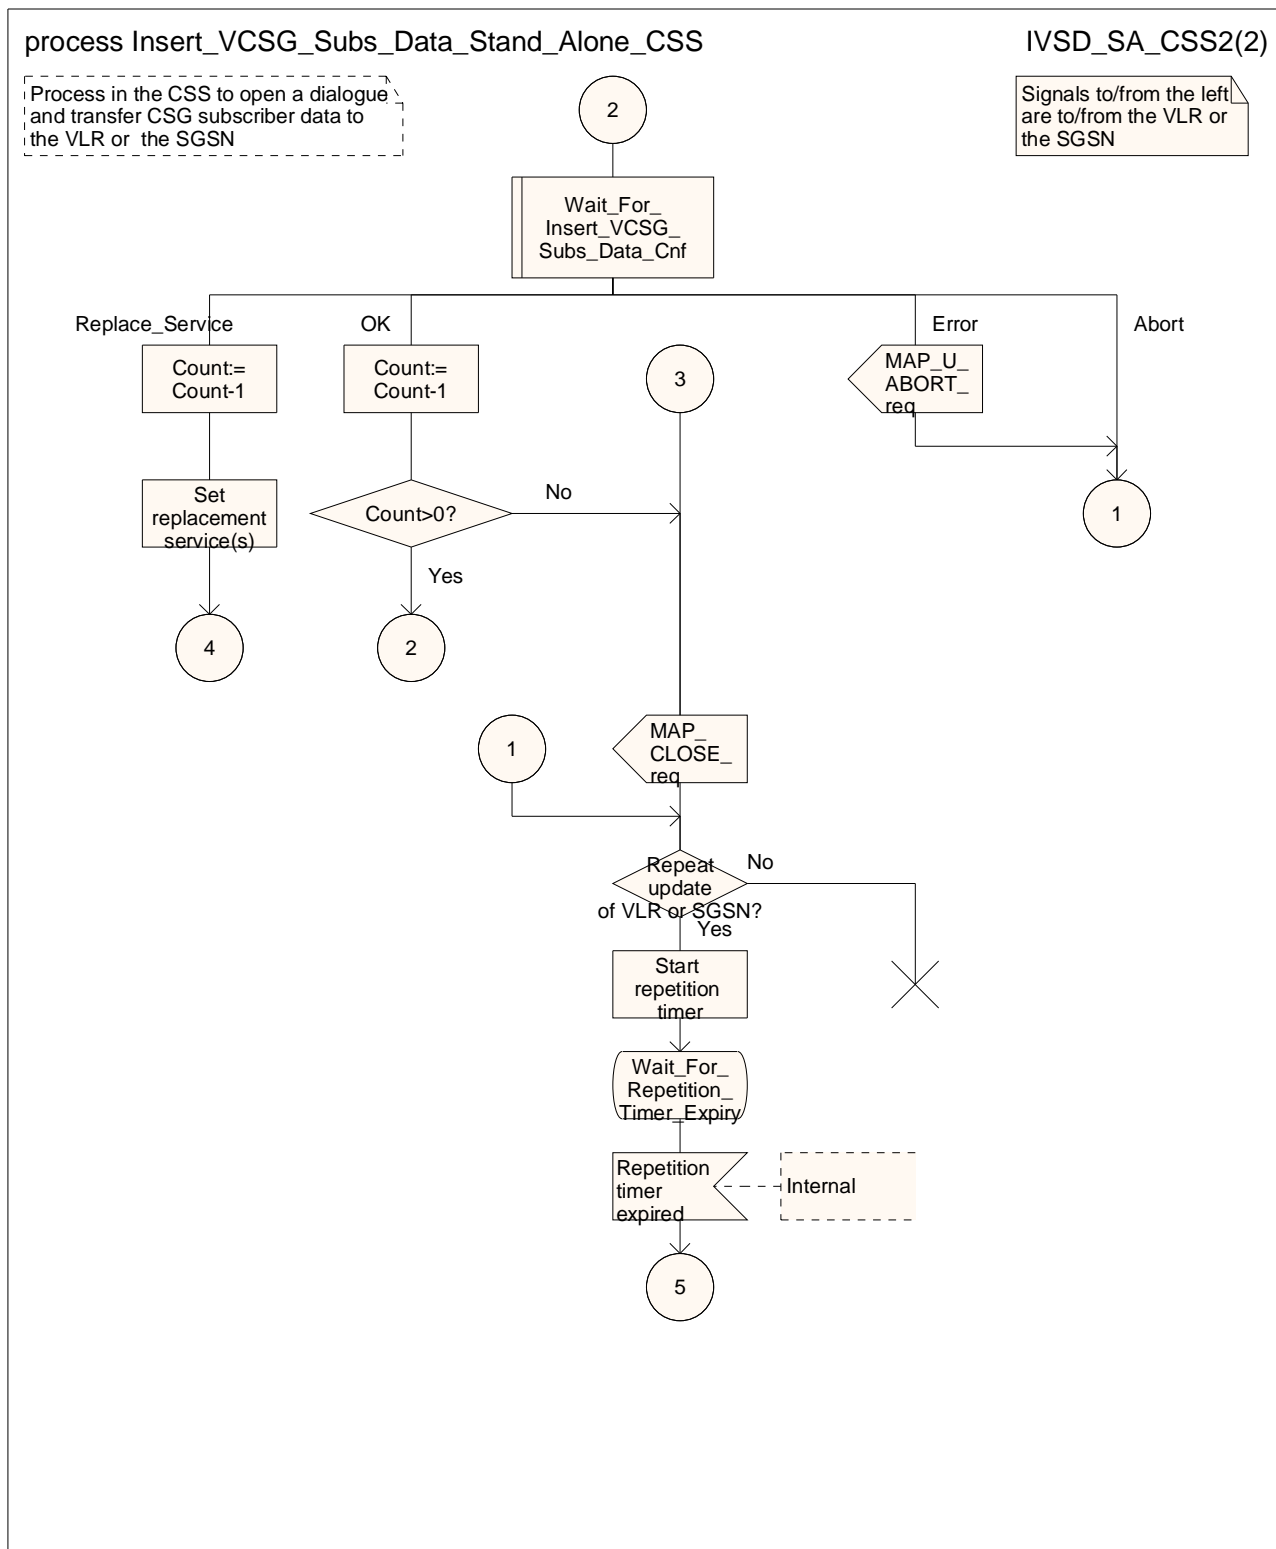 process Insert_VCSG_Subs_Data_Stand_Alone_CSS
IVSD_SA_CSS2(2)
Process in the CSS to open a dialogue
and transfer CSG subscriber data to
the VLR or  the SGSN
2
Signals to/from the left
are to/from the VLR or
the SGSN
Wait_For_
Insert_VCSG_
Subs_Data_Cnf
Replace_Service
OK
Error
Abort
Count:=
Count-1
Count:=
Count-1
3
MAP_U_
ABORT_
req
Set
replacement
service(s)
Count>0?
No
1
Yes
4
2
1
MAP_
CLOSE_
req
Repeat
update
of VLR or SGSN?
No
Yes
Start
repetition
timer
Wait_For_
Repetition_
Timer_Expiry
Repetition
timer
expired
Internal
5